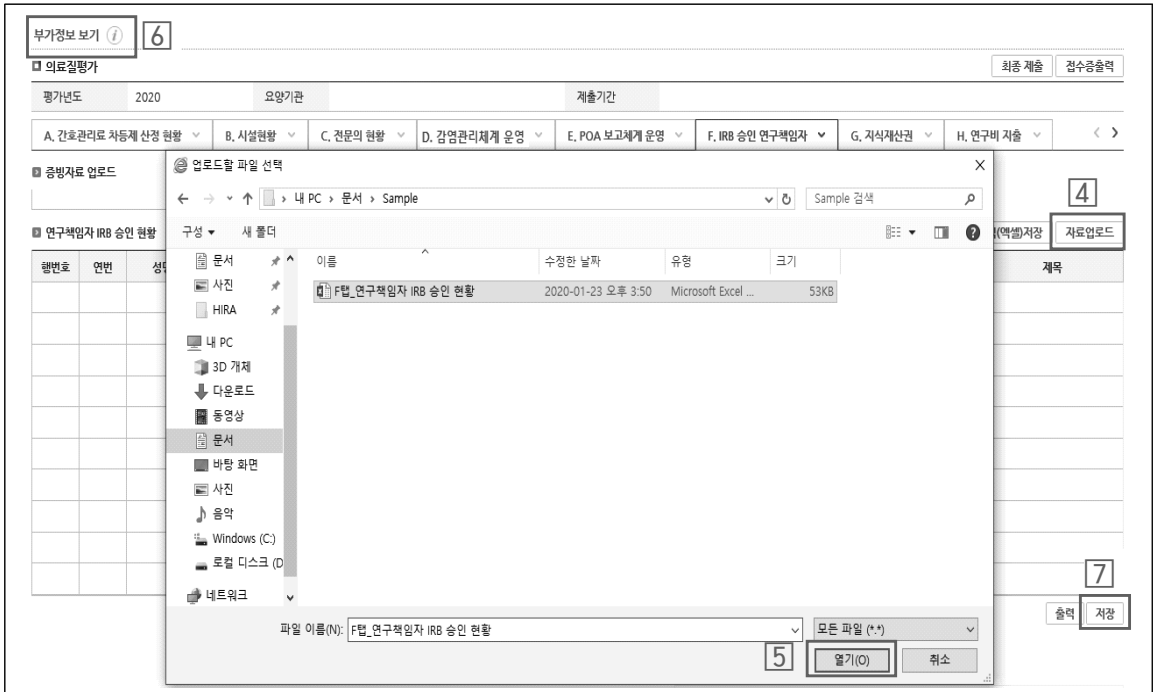 부가정보 보기 i 6
의료질평가 최종 제출 접수증출력
평가년도 2020 요양기관 제출기간
A. 간호관리료 차등제 산정 현황 B. 시설현황 C. 전문의 현황 D. 감염관리체계 운영 E. POA 보고체계 운영 F. IRB 승인 연구책임자 G. 지식재산권 H. 연구비 지출
증빙자료 업로드
업로드할 파일 선택 X
내 PC › 문서 › Sample Sample 검색
4
연구책임자 IRB 승인 현황 (엑셀)저장 자료업로드
구성 새 폴더
행번호 연번 제목
이름 수정한 날짜 유형 크기
문서
사진
F탭_연구책임자 IRB 승인 현황 2020-01-23 오후 3:50 Microsoft Excel ... 53KB
HIRA
내 PC
3D 개체
다운로드
동영상
문서
바탕 화면
사진
음악
Windows (C:)
로컬 디스크 (D
네트워크
7
출력 저장
파일 이름(N): F탭_연구책임자 IRB 승인 현황 모든 파일 (*.*)
5 열기(O) 취소